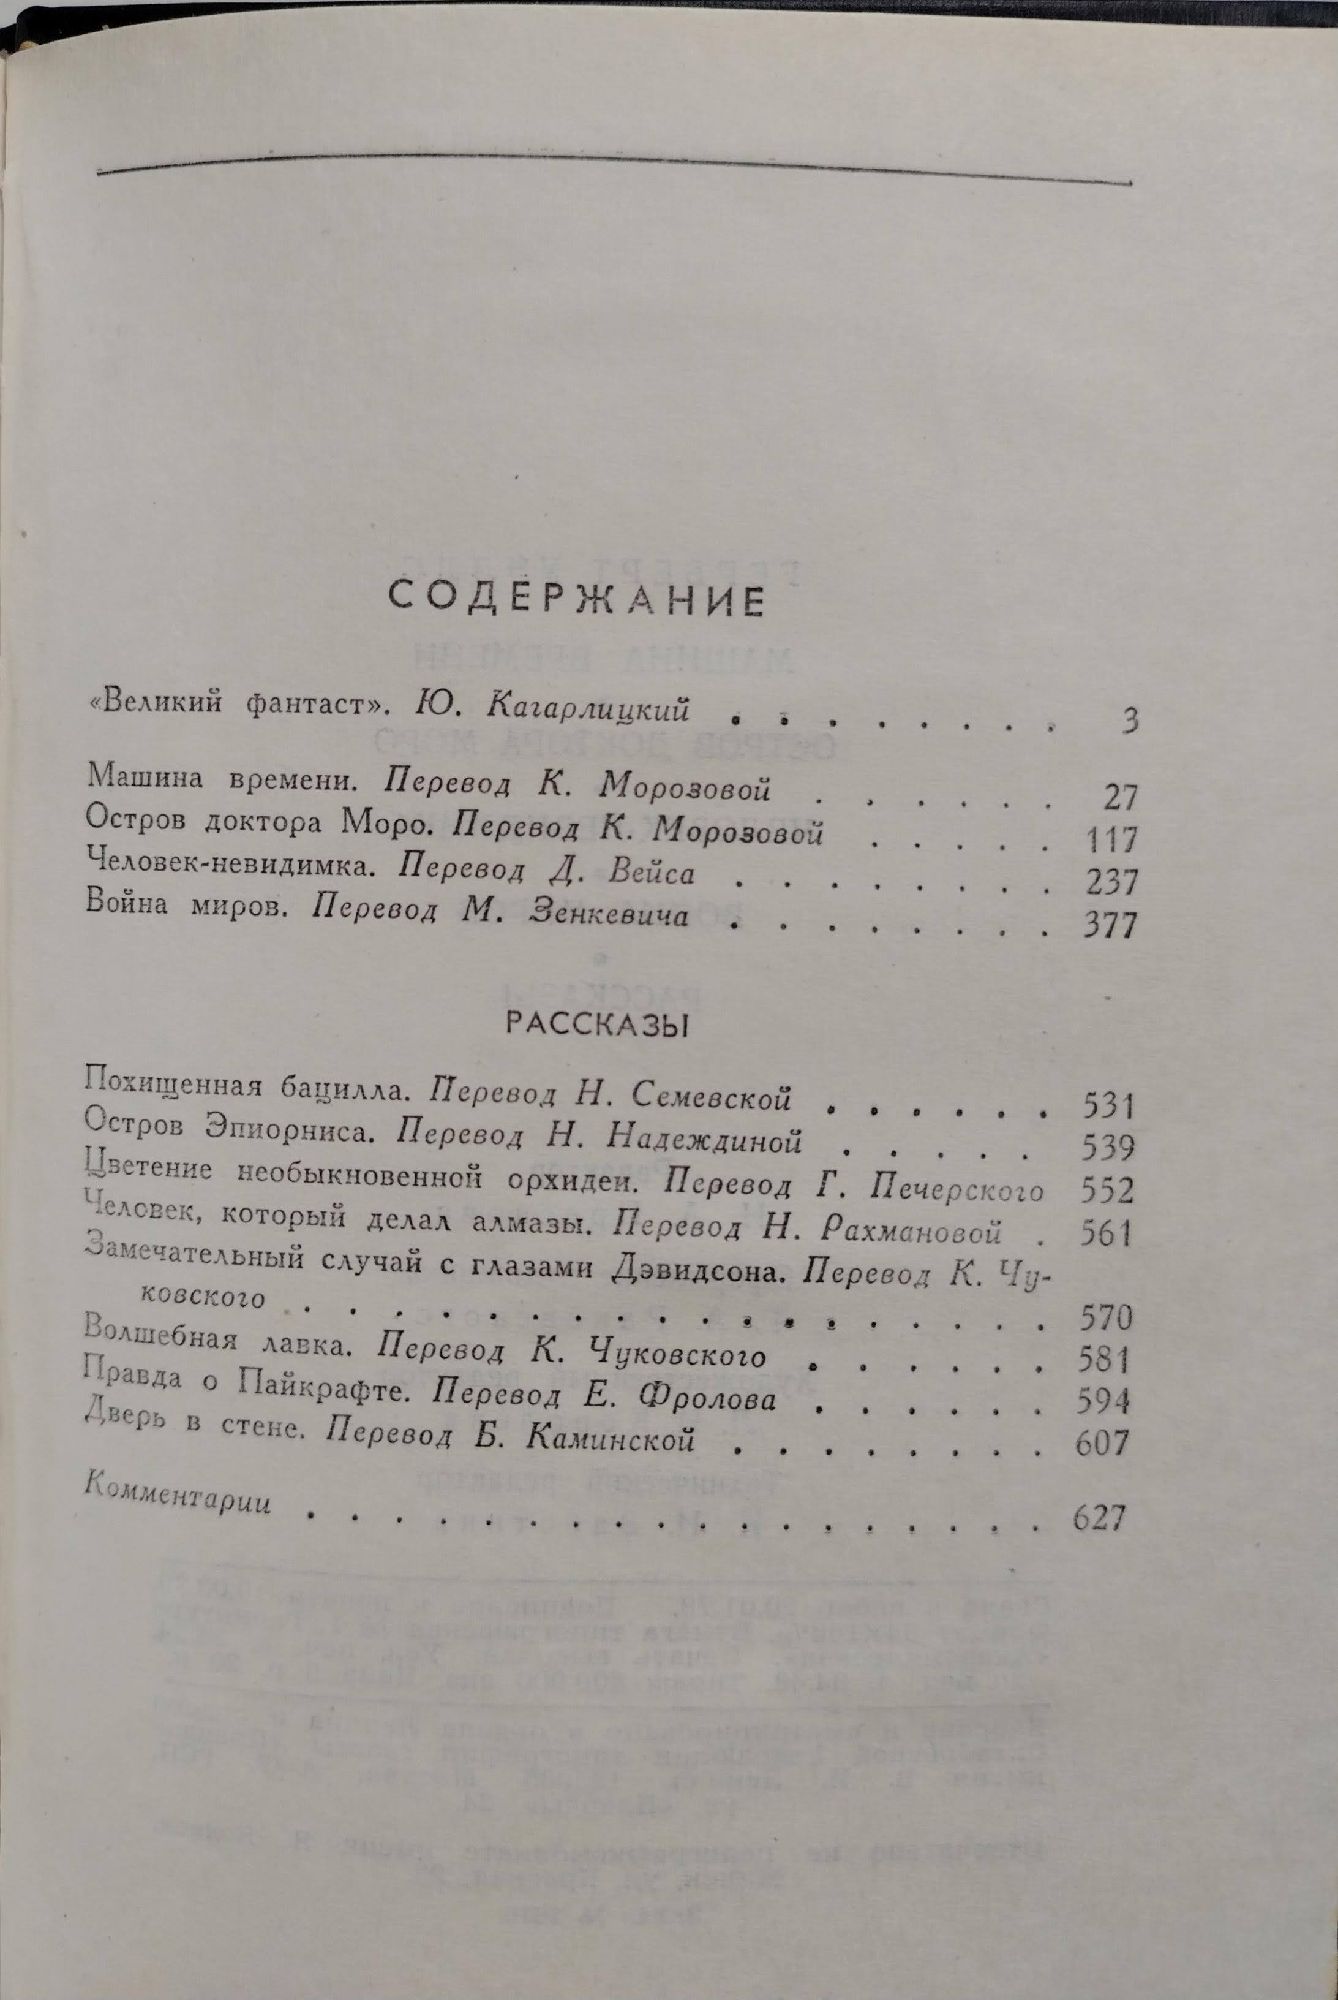 СОДЕРЖАНИЕ
«Великий фантаст». Ю. Кагарлицкий . . . . . . . . 3
Машина времени. Перевод К. Морозовой . . . . . . 27
Остров доктора Моро. Перевод К. Морозовой . . . . . 117
Человек-невидимка. Перевод Д. Вейса . . . . . . . . 237
Война миров. Перевод М. Зенкевича . . . . . . . . 377
РАССКАЗЫ
Похищенная бацилла. Перевод Н. Семевской . . . . . . 531
Остров Эпиорниса. Перевод Н. Надеждиной . . . . . 539
Цветение необыкновенной орхидеи. Перевод Г. Печерского 552
Человек, который делал алмазы. Перевод Н. Рахмановой . 561
Замечательный случай с глазами Дэвидсона. Перевод К. Чу-
ковского . . . . . . . . . . . . . . . . . 570
Волшебная лавка. Перевод К. Чуковского . . . . . . 581
Правда о Пайкрафте. Перевод Е. Фролова . . . . . . 594
Дверь в стене. Перевод Б. Каминской . . . . . . . . 607
Комментарии . . . . . . . . . . . . . . . . . 627